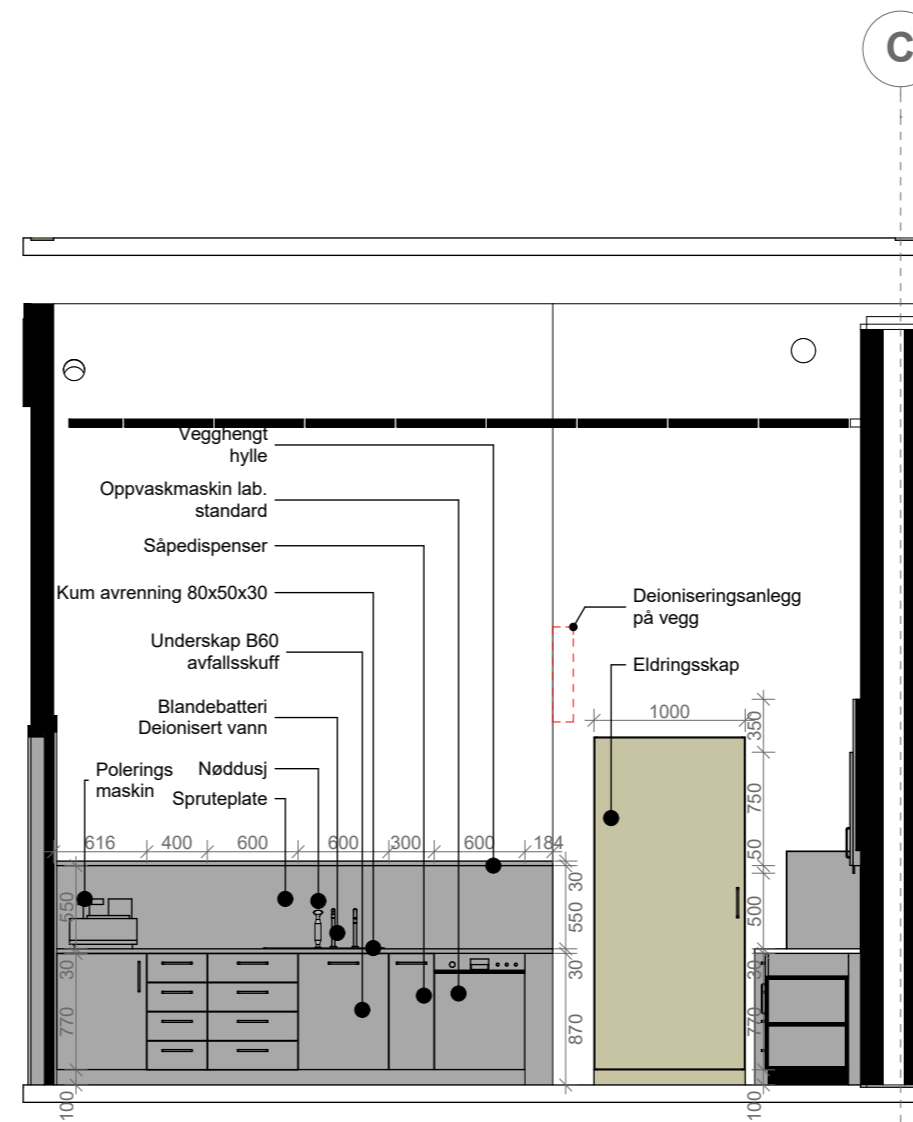 C
Vegghengt
hylle
Oppvaskmaskin lab.
standard
Såpedispenser
Kum avrenning 80x50x30
Underskap B60
avfallsskuff
Blandebatteri
Deionisert vann
Polerings
maskin
Nøddusj
Spruteplate
Deioniseringsanlegg
på vegg
Eldringsskap
1000
350
750
50
500
30
770
100
616 400 600 600 300 600 184
550
30
770
100
30
550
30
870